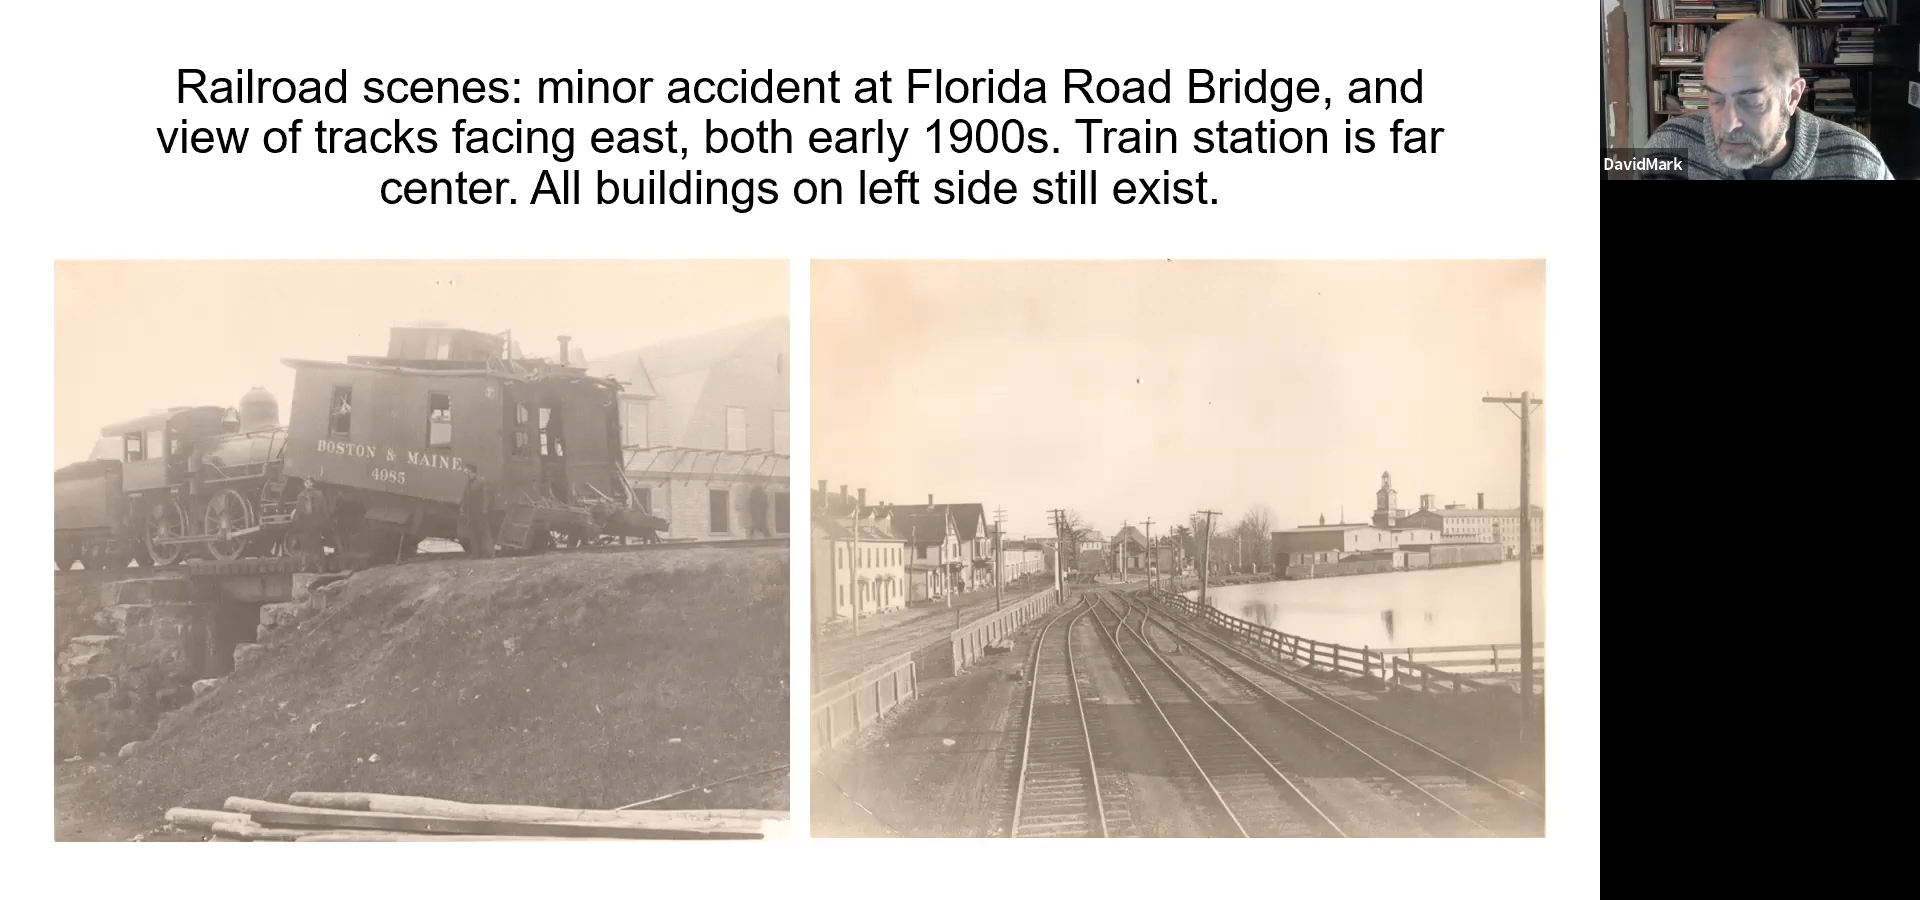 Railroad scenes: minor accident at Florida Road Bridge, and
view of tracks facing east, both early 1900s. Train station is far
center. All buildings on left side still exist.
BOSTON & MAINE.
4985
DavidMark